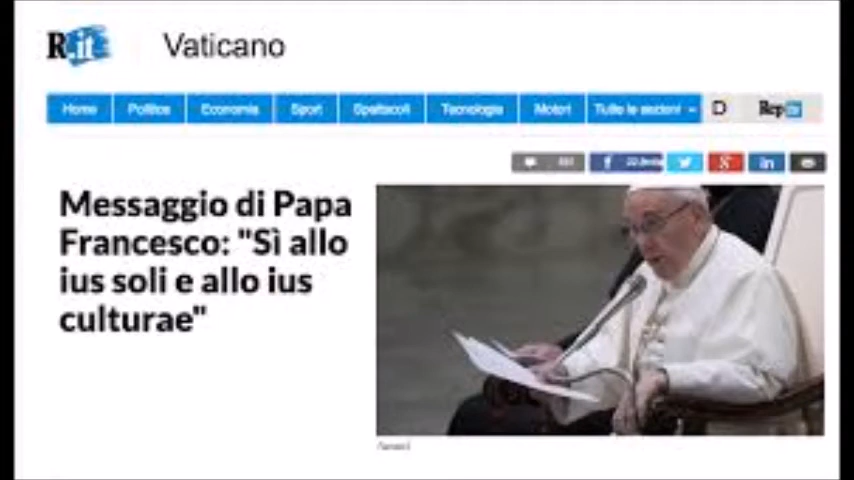 R.it Vaticano
Home Politica Economia Sport Spettacoli Tecnologia Motori Tutte le sezioni D Rep tv
Messaggio di Papa
Francesco: "Sì allo
ius soli e allo ius
culturae"